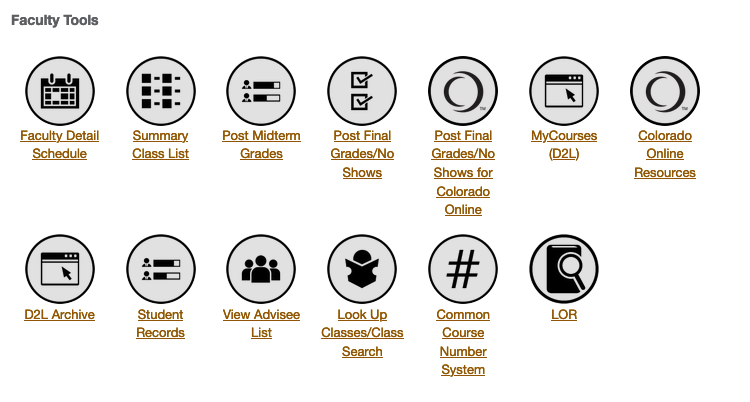 Faculty Tools
Faculty Detail
Schedule
Summary
Class List
Post Midterm
Grades
Post Final
Grades/No
Shows
TM
Post Final
Grades/No
Shows for
Colorado
Online
MyCourses
(D2L)
TM
Colorado
Online
Resources
D2L Archive
Student
Records
View Advisee
List
Look Up
Classes/Class
Search
#
Common
Course
Number
System
LOR